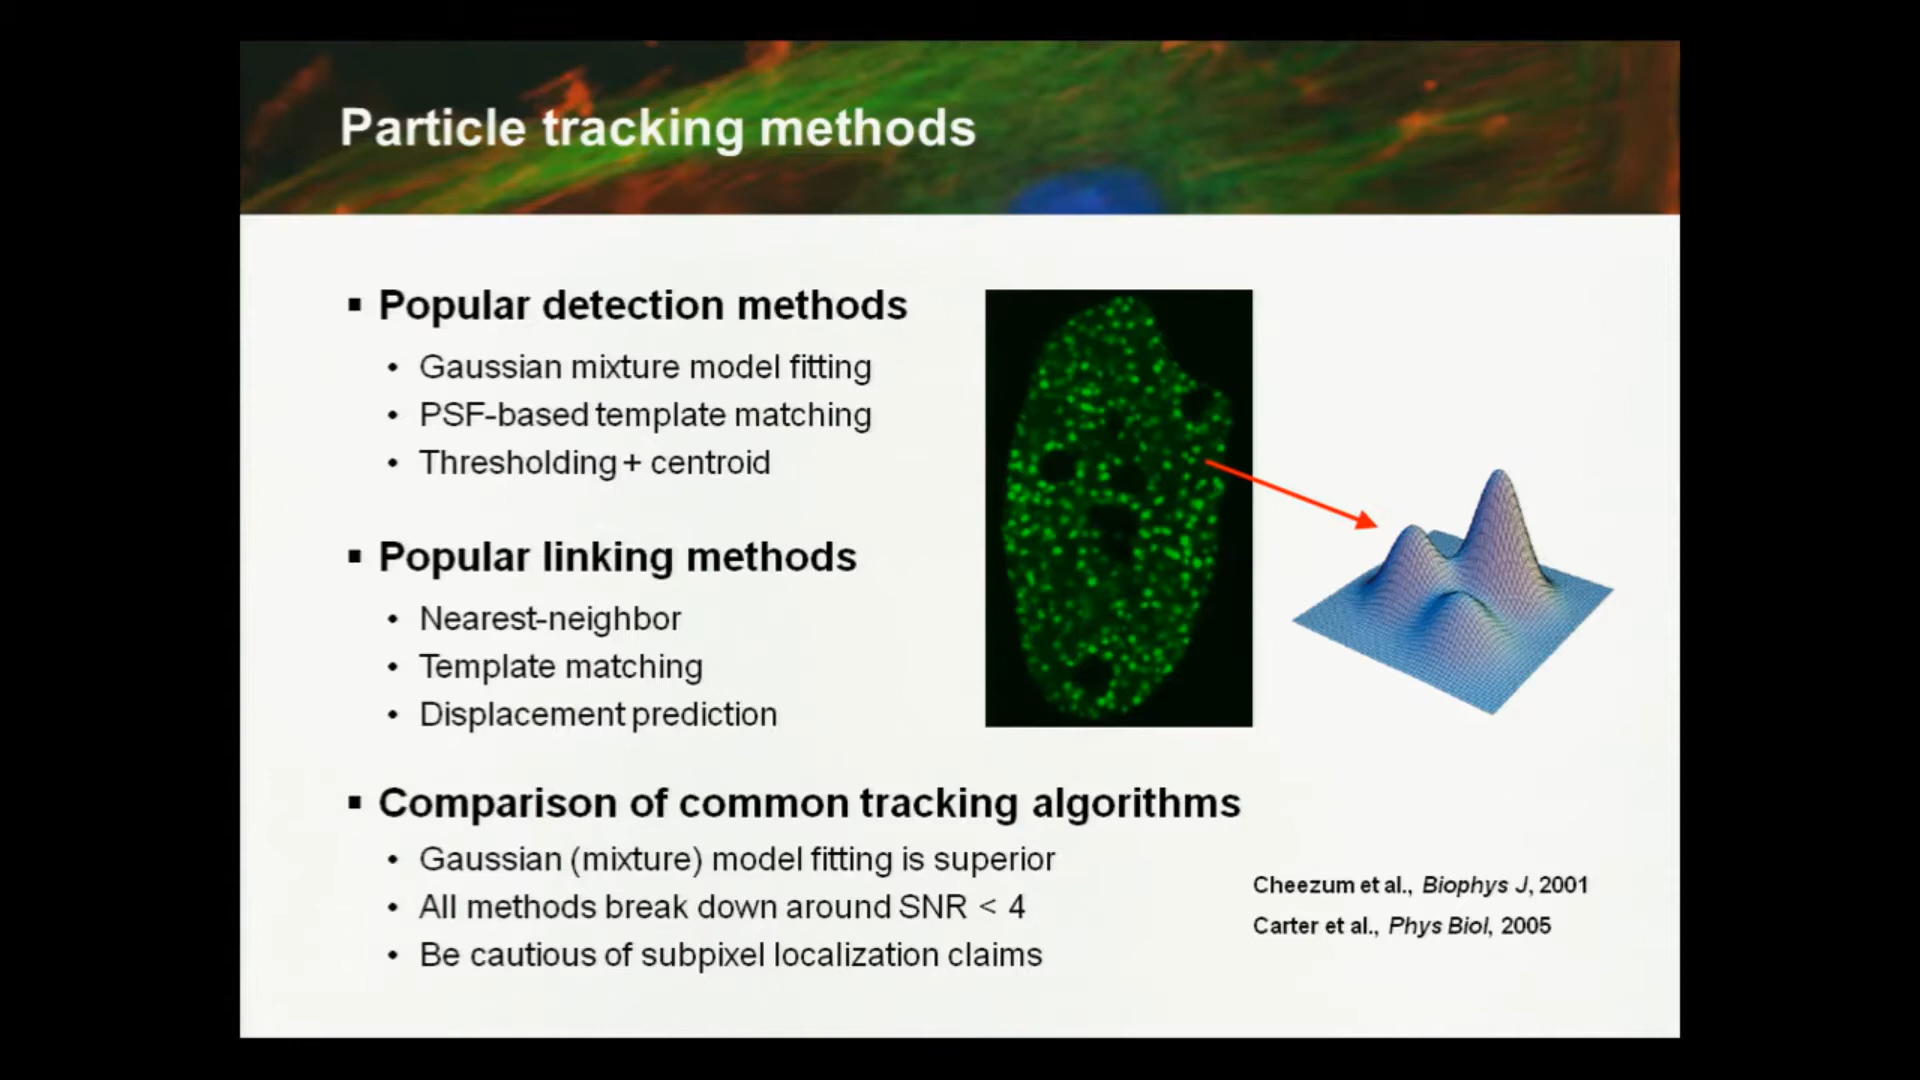 Particle tracking methods
▪ Popular detection methods
• Gaussian mixture model fitting
• PSF-based template matching
• Thresholding + centroid
▪ Popular linking methods
• Nearest-neighbor
• Template matching
• Displacement prediction
▪ Comparison of common tracking algorithms
• Gaussian (mixture) model fitting is superior
• All methods break down around SNR < 4
• Be cautious of subpixel localization claims
Cheezum et al., Biophys J, 2001
Carter et al., Phys Biol, 2005